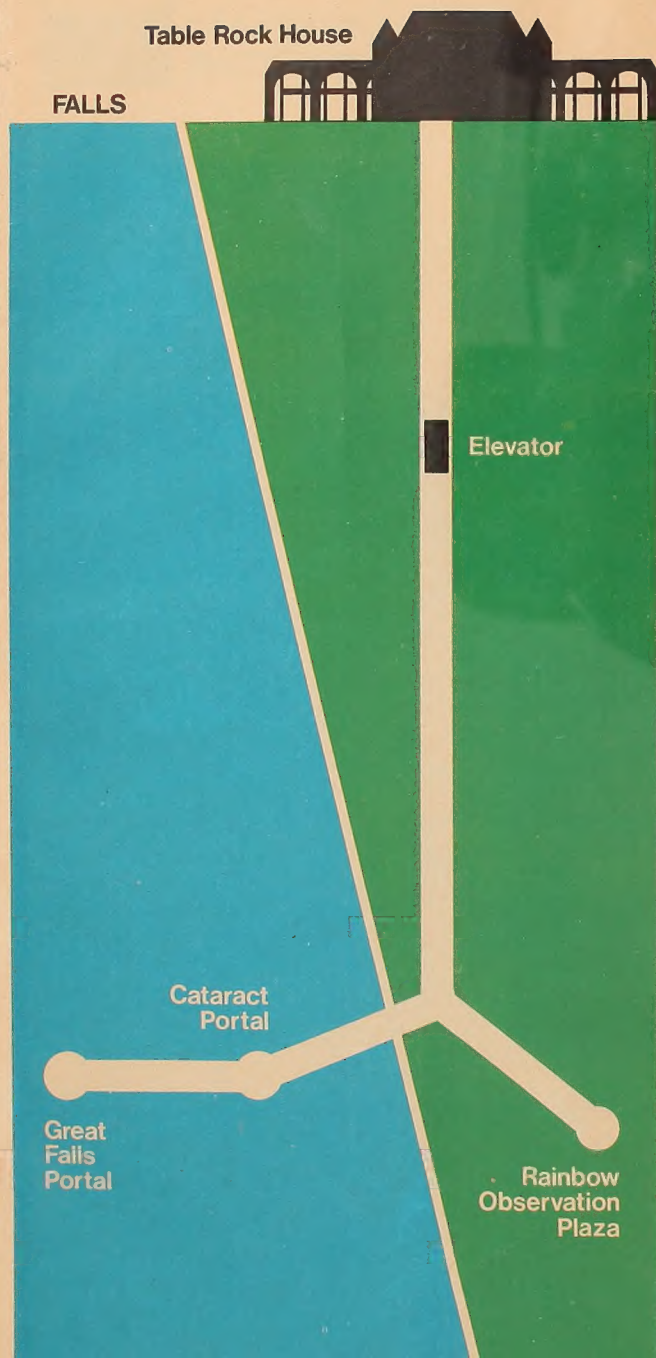 Table Rock House
FALLS
Elevator
Cataract
Portal
Great
Falls
Portal
Rainbow
Observation
Plaza